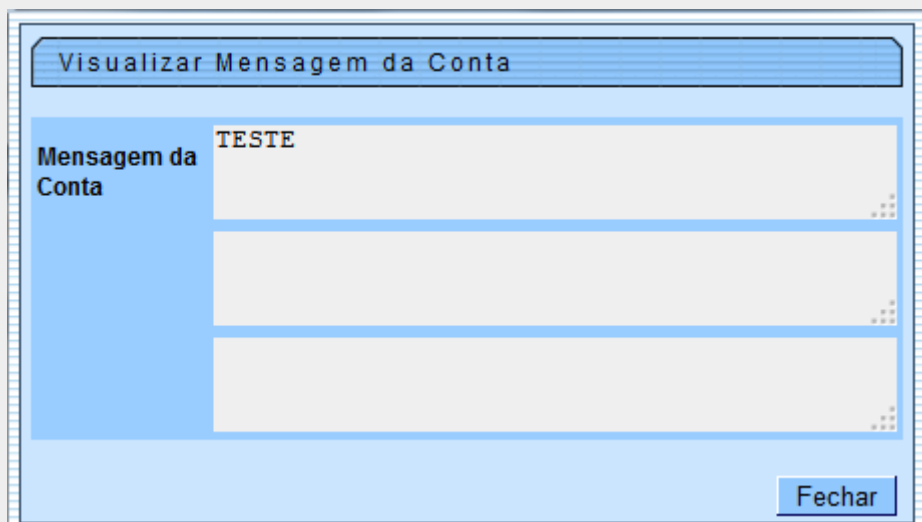 Visualizar Mensagem da Conta
Mensagem da
Conta
TESTE
Fechar